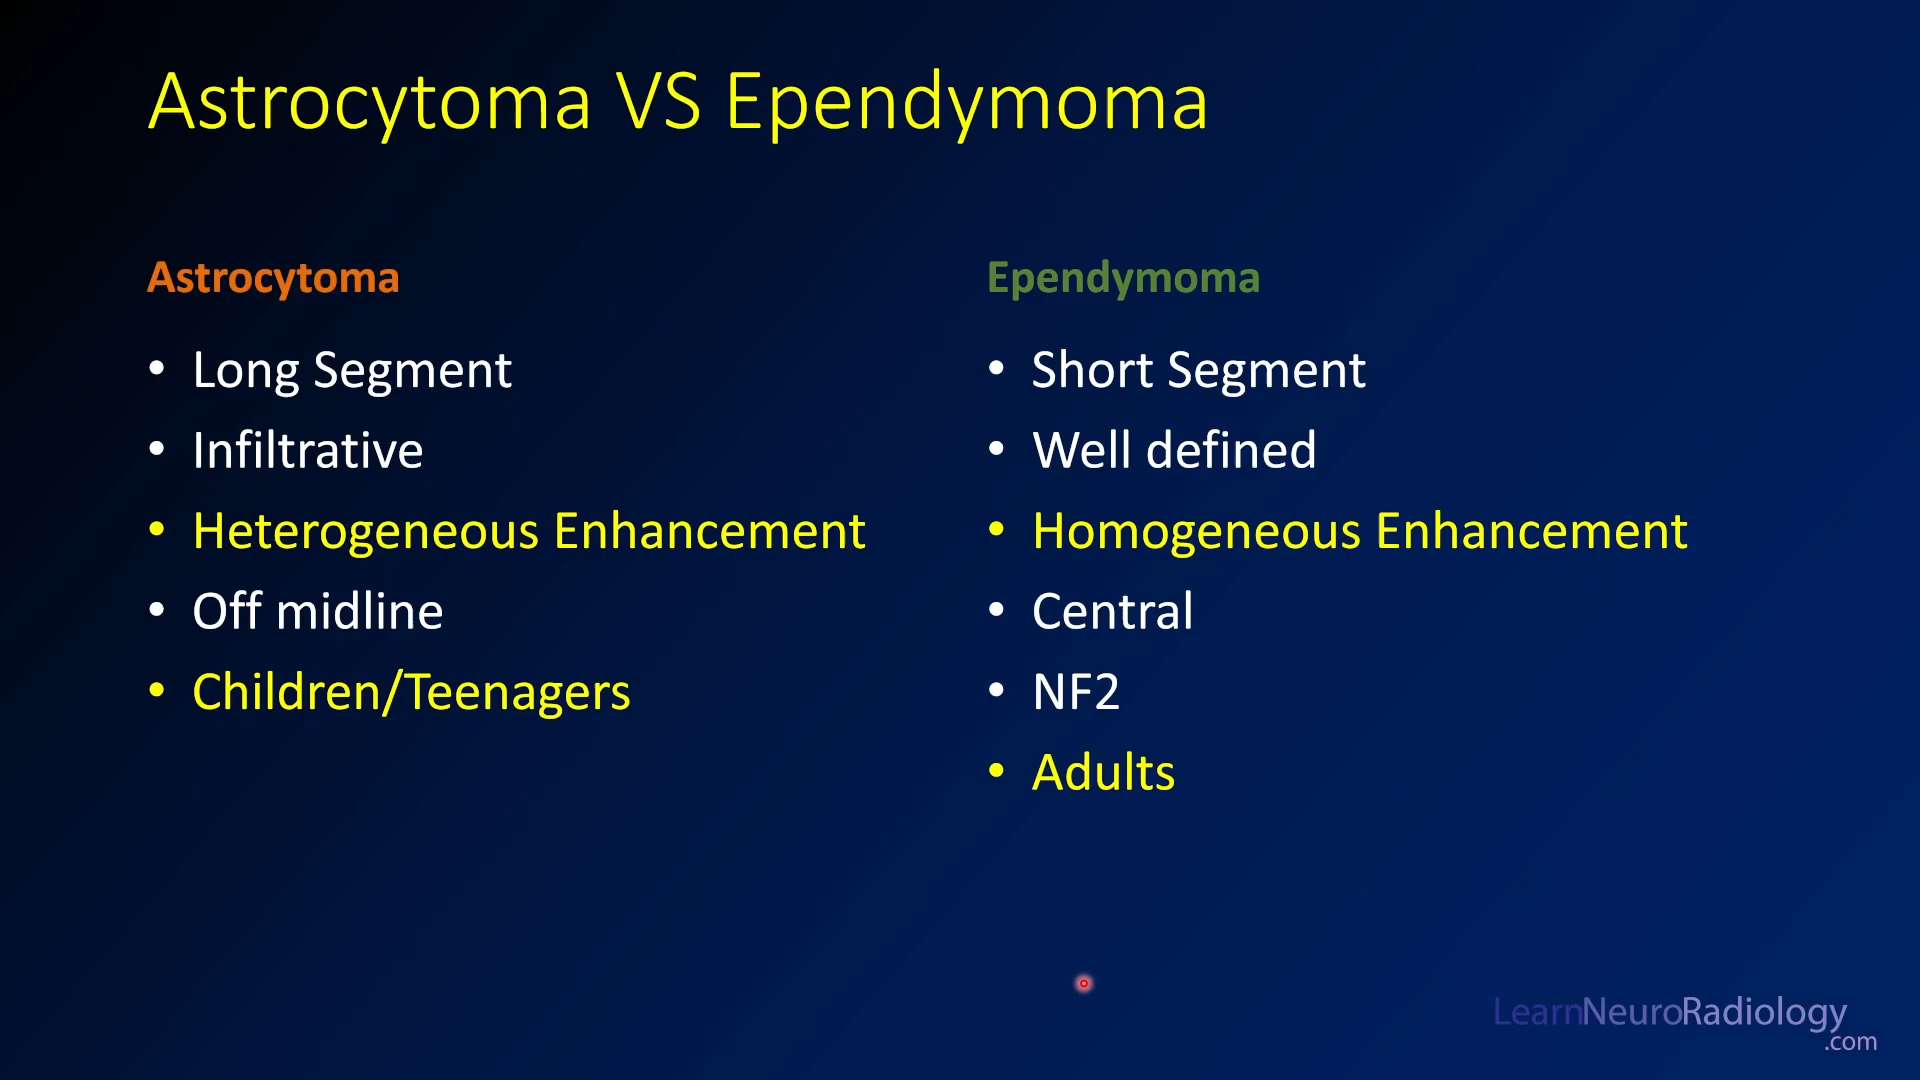 Astrocytoma VS Ependymoma
Astrocytoma
• Long Segment
• Infiltrative
• Heterogeneous Enhancement
• Off midline
• Children/Teenagers
Ependymoma
• Short Segment
• Well defined
• Homogeneous Enhancement
• Central
• NF2
• Adults
LearnNeuroRadiology
.com